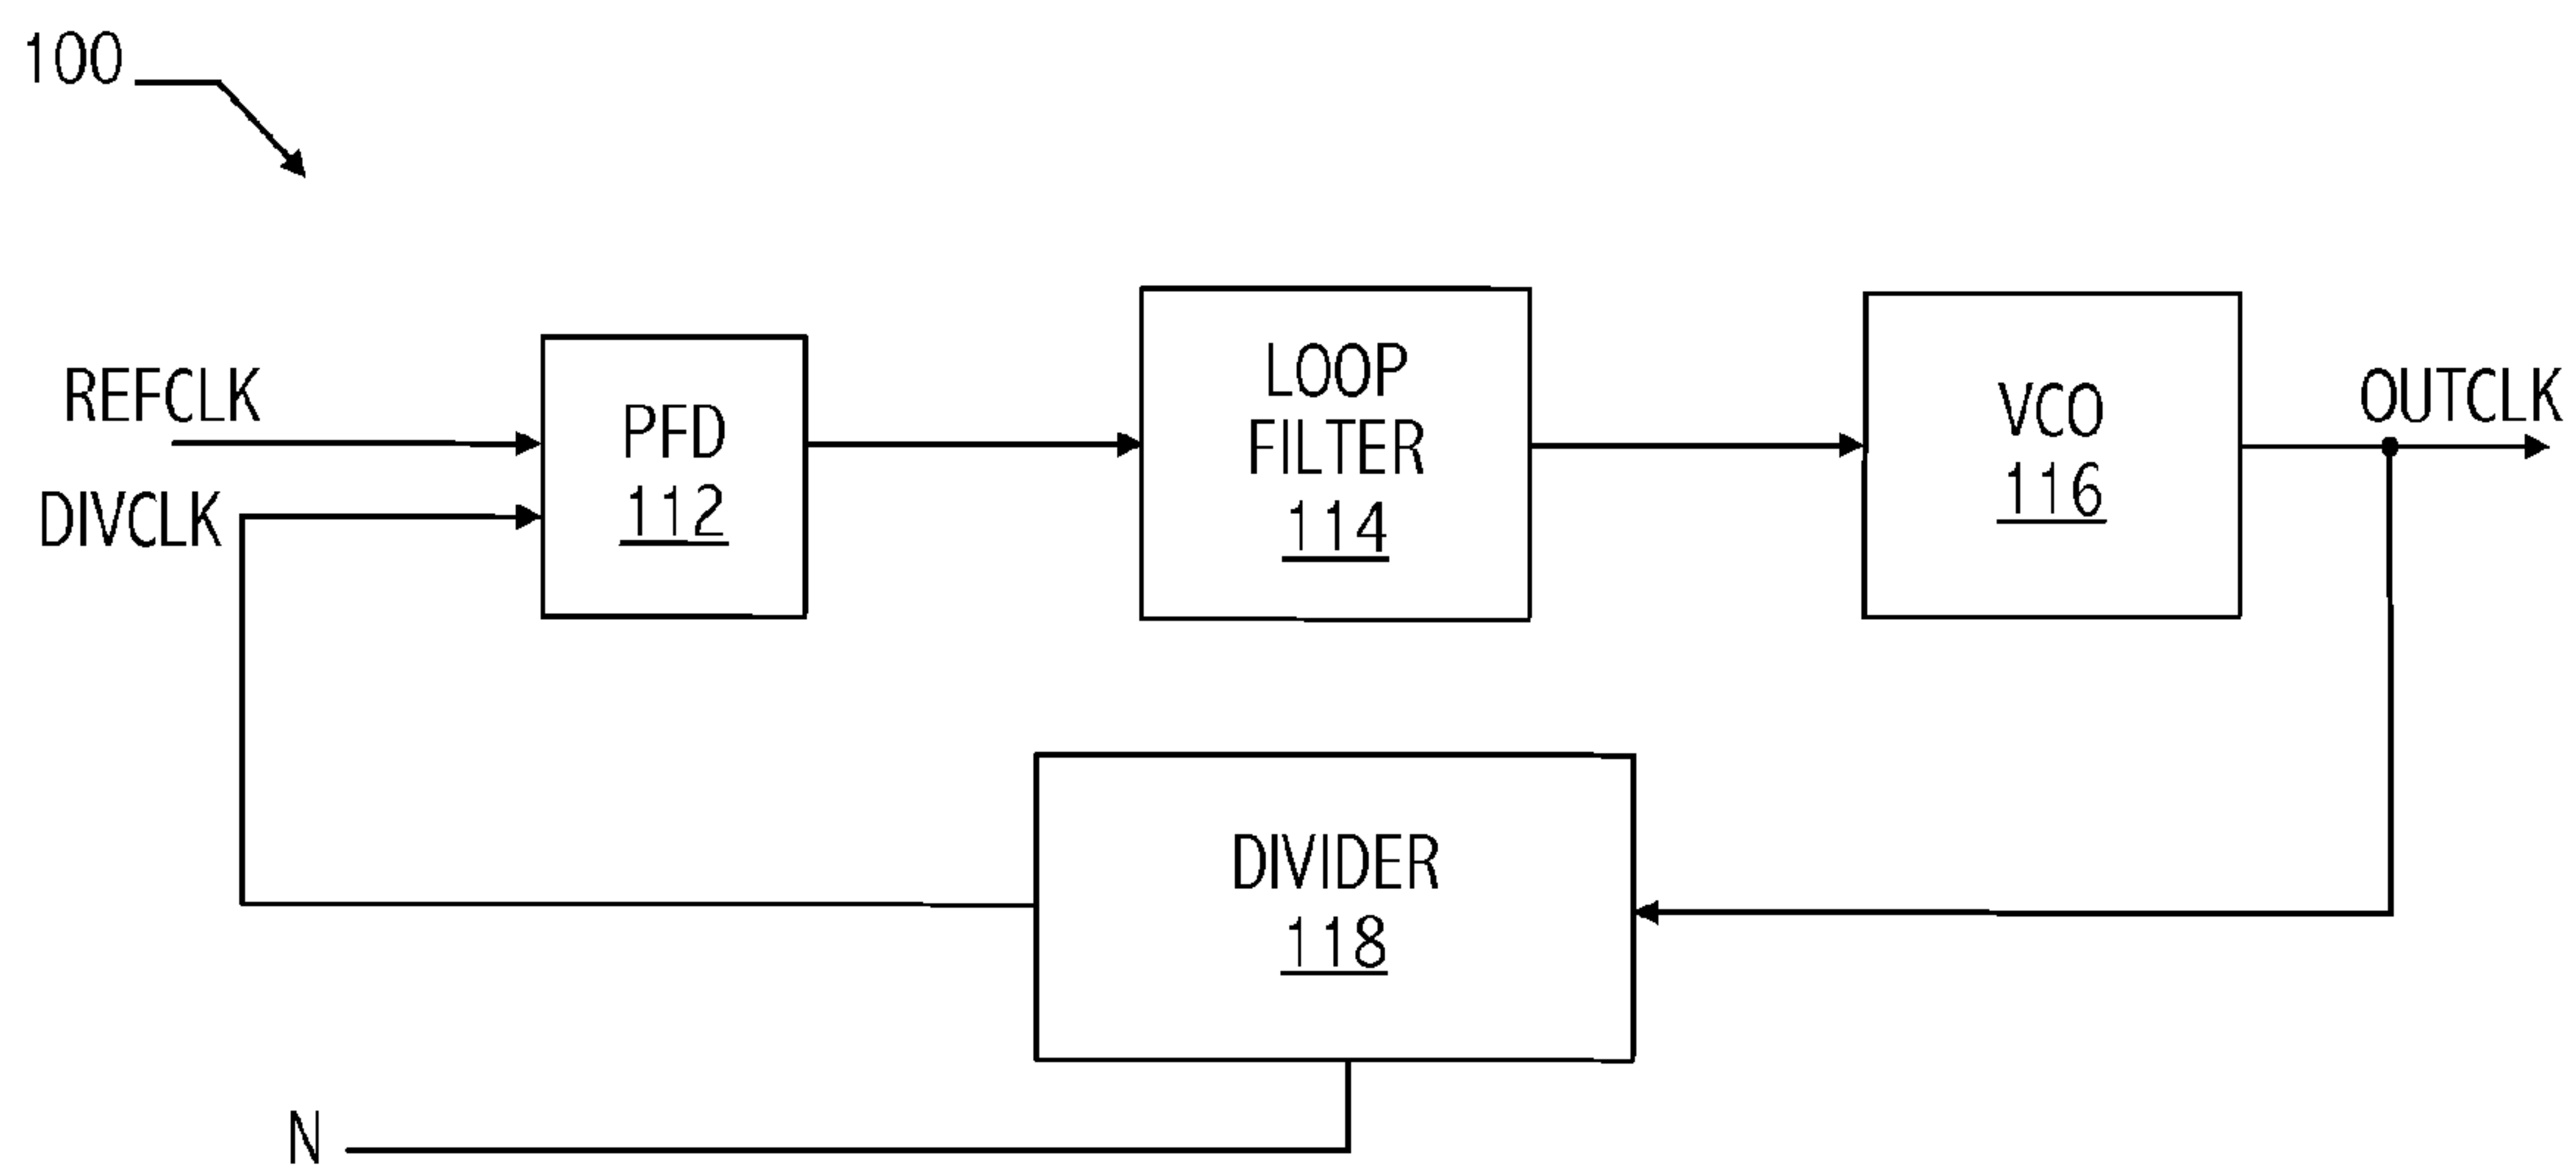 100
REFCLK
DIVCLK
PFD
112
LOOP
FILTER
114
VCO
116
OUTCLK
DIVIDER
118
N